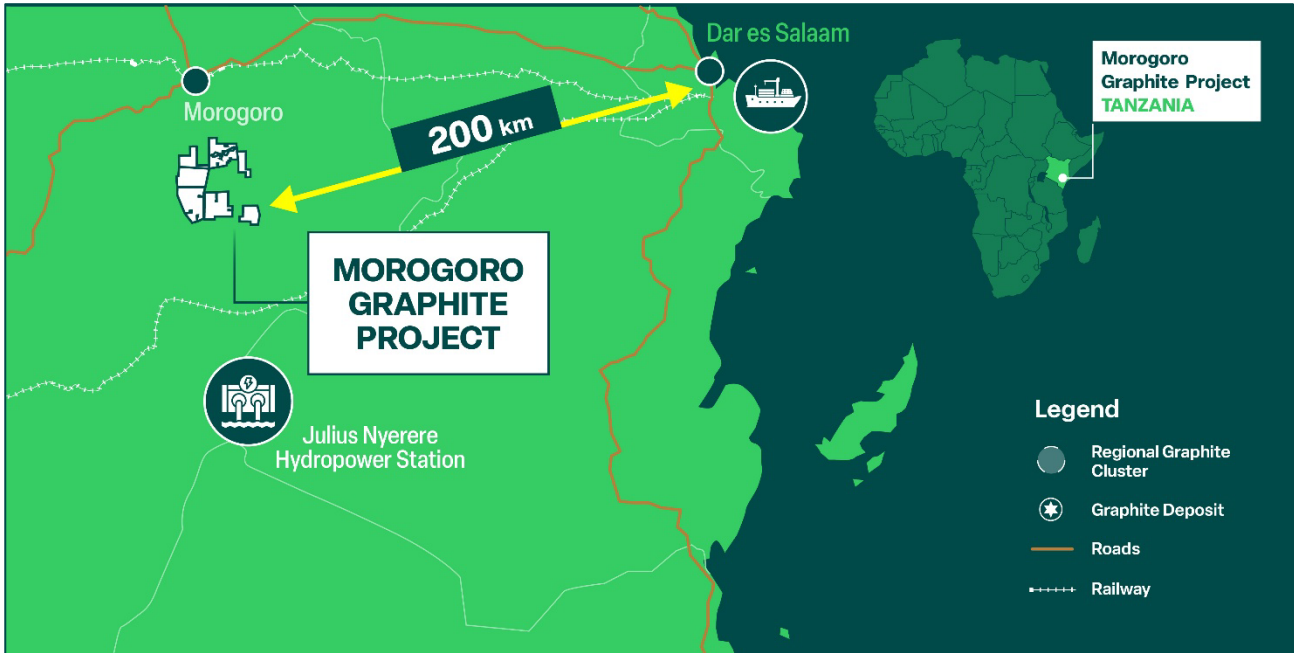 Dar es Salaam
Morogoro
200 km
MOROGORO
GRAPHITE
PROJECT
Julius Nyerere
Hydropower Station
Morogoro
Graphite Project
TANZANIA
Legend
Regional Graphite
Cluster
Graphite Deposit
Roads
Railway